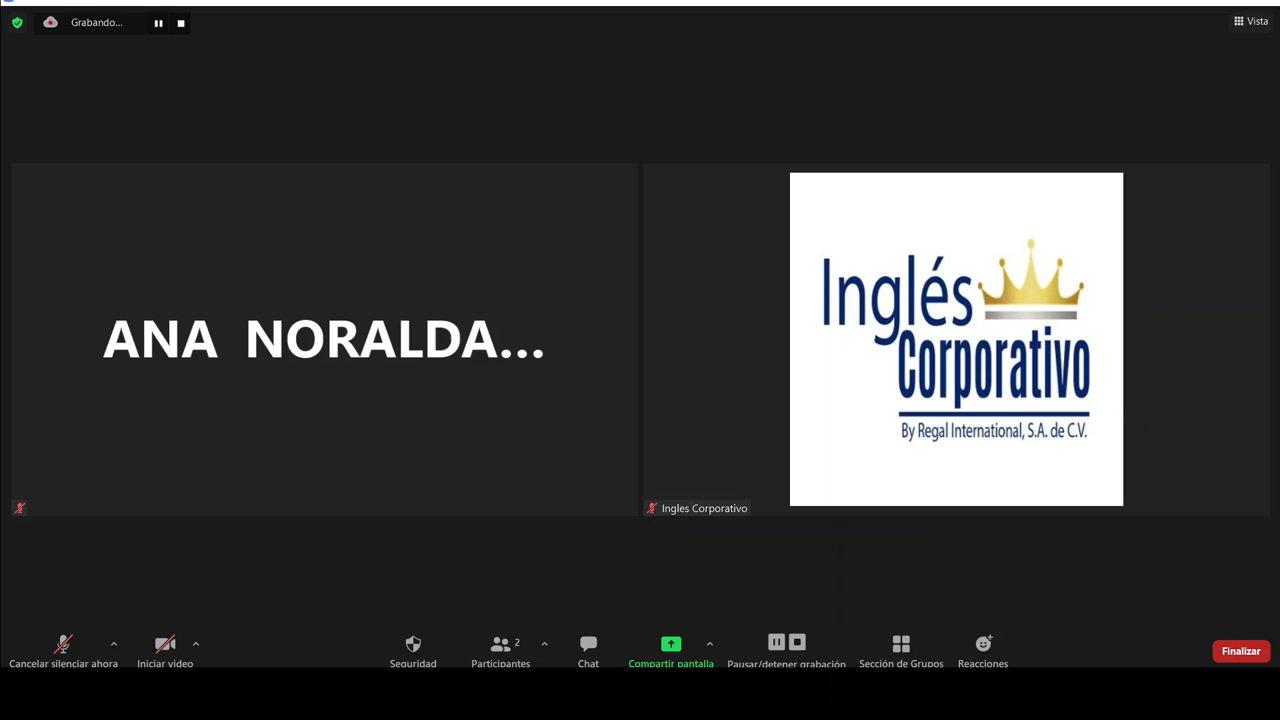 Grabando...
Vista
ANA NORALDA...
Inglés
Corporativo
By Regal International, S.A. de C.V.
Ingles Corporativo
2
Cancelar silenciar ahora
Iniciar video
Seguridad
Participantes
Chat
Compartir pantalla
Pausar/detener grabación
Sección de Grupos
Reacciones
Finalizar